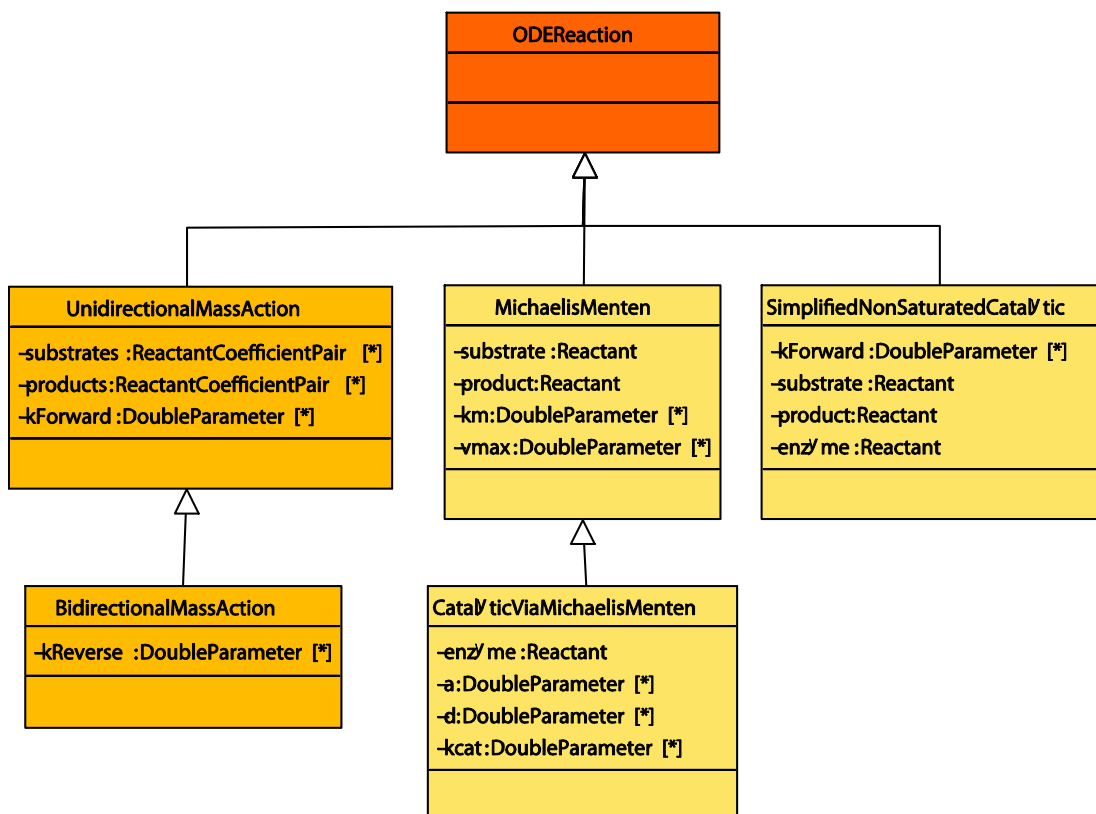 ODEReaction
UnidirectionalMassAction
-substrates :ReactantCoefficientPair [*]
-products:ReactantCoefficientPair [*]
-kForward :DoubleParameter [*]
MichaelisMenten
-substrate :Reactant
-product:Reactant
-km:DoubleParameter [*]
-vmax:DoubleParameter [*]
SimplifiedNonSaturatedCatalytic
-kForward :DoubleParameter [*]
-substrate :Reactant
-product:Reactant
-enzyme :Reactant
BidirectionalMassAction
-kReverse :DoubleParameter [*]
CatalyticViaMichaelisMenten
-enzyme :Reactant
-a:DoubleParameter [*]
-d:DoubleParameter [*]
-kcat:DoubleParameter [*]